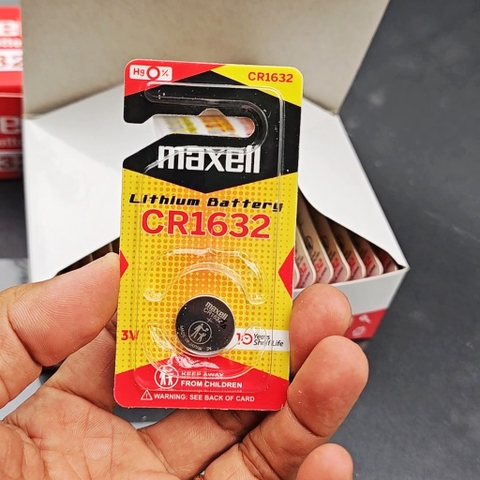 Hg 0%
CR1632
maxell
Lithium Battery
CR1632
maxell
CR1632
+
3V
10 Years
Shelf Life
KEEP AWAY
FROM CHILDREN
⚠ WARNING: SEE BACK OF CARD